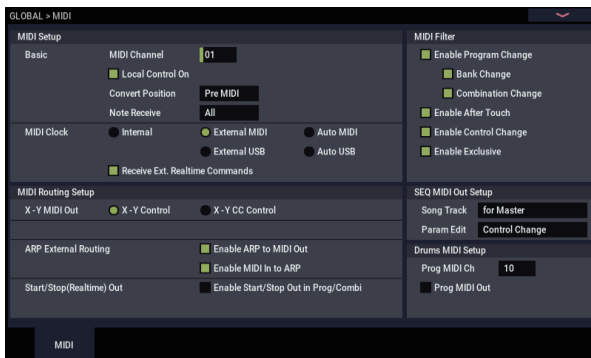 GLOBAL > MIDI
MIDI Setup
Basic
MIDI Channel
01
Local Control On
Convert Position
Pre MIDI
Note Receive
All
MIDI Clock
Internal
External MIDI
Auto MIDI
External USB
Auto USB
Receive Ext. Realtime Commands
MIDI Routing Setup
X-Y MIDI Out
X-Y Control
X-Y CC Control
ARP External Routing
Enable ARP to MIDI Out
Enable MIDI In to ARP
Start/Stop(Realtime) Out
Enable Start/Stop Out in Prog/Combi
MIDI Filter
Enable Program Change
Bank Change
Combination Change
Enable After Touch
Enable Control Change
Enable Exclusive
SEQ MIDI Out Setup
Song Track
for Master
Param Edit
Control Change
Drums MIDI Setup
Prog MIDI Ch
10
Prog MIDI Out
MIDI